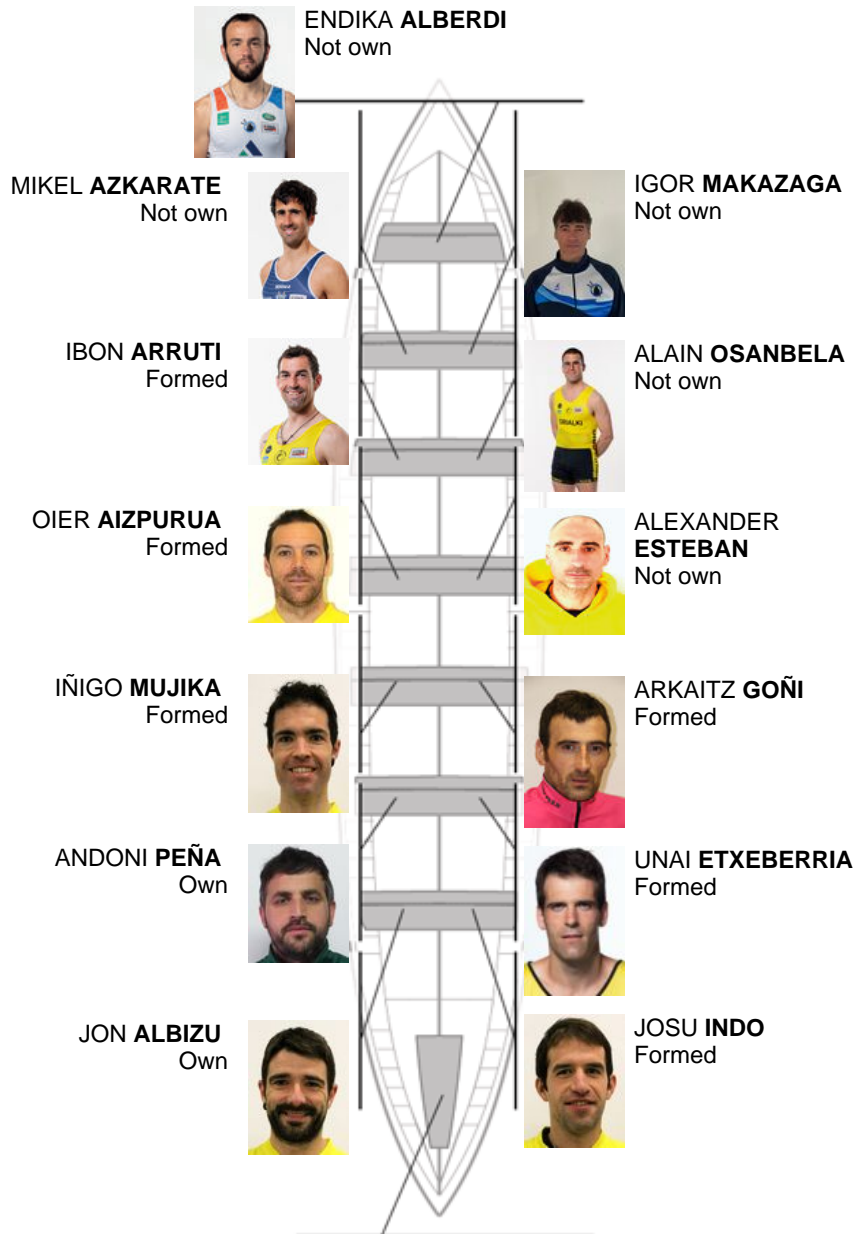 ENDIKA ALBERDI
Not own
MIKEL AZKARATE
Not own
IGOR MAKAZAGA
Not own
IBON ARRUTI
Formed
ALAIN OSANBELA
Not own
OIER AIZPURUA
Formed
ALEXANDER
ESTEBAN
Not own
IÑIGO MUJIKA
Formed
ARKAITZ GOÑI
Formed
ANDONI PEÑA
Own
UNAI ETXEBERRIA
Formed
JON ALBIZU
Own
JOSU INDO
Formed